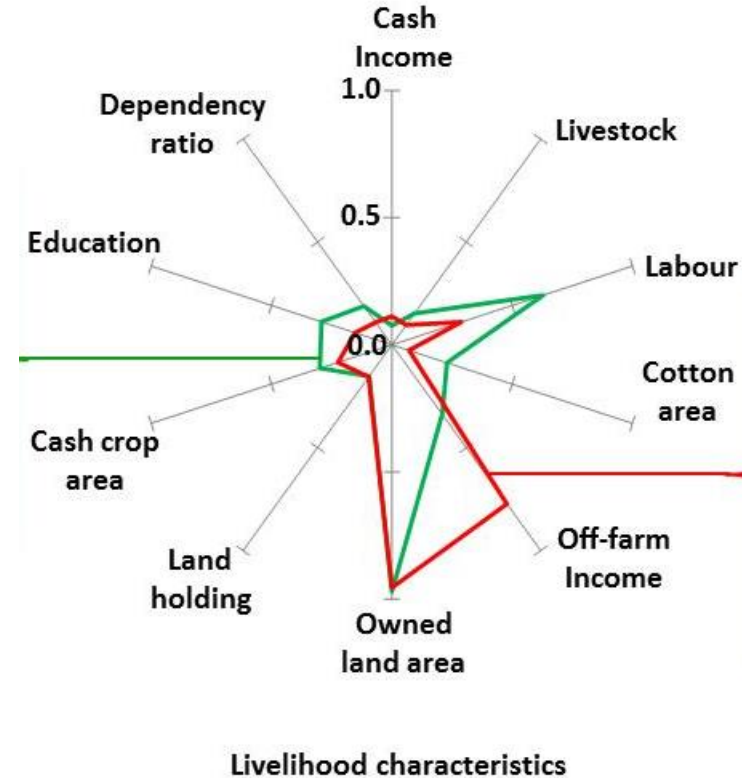 Cash
Income
1.0
Dependency
ratio
Livestock
0.5
Education
Labour
0.0
Cotton
area
Cash crop
area
Off-farm
Income
Land
holding
Owned
land area
Livelihood characteristics